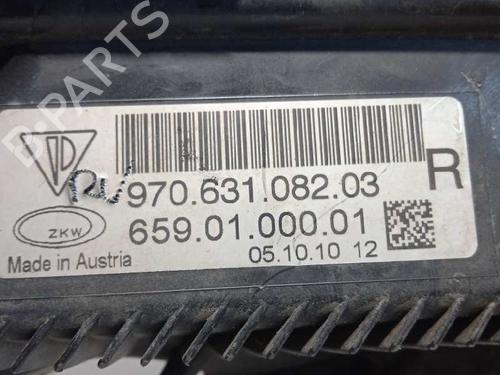 B-PARTS
970.631.082.03
R
659.01.000.01
ZKW
05.10.10 12
Made in Austria